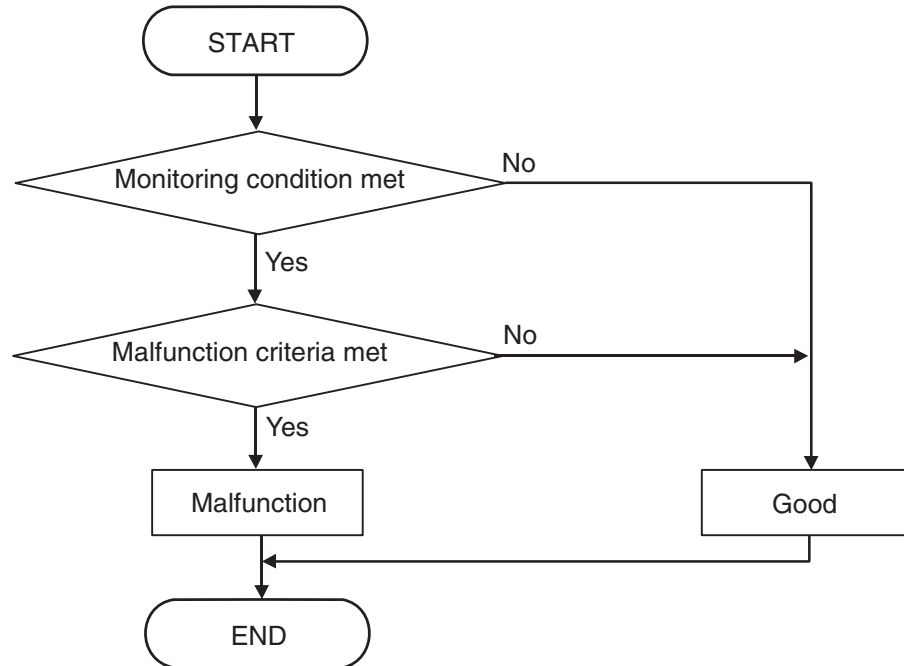 START
Monitoring condition met
No
Yes
Malfunction criteria met
No
Yes
Malfunction
Good
END